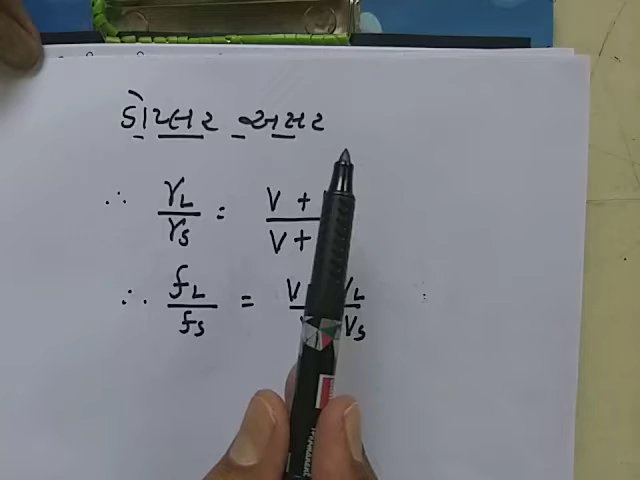 ડોપ્લર અસર
∴ γL/γS = V +/V +
∴ fL/fS = V VL/VS